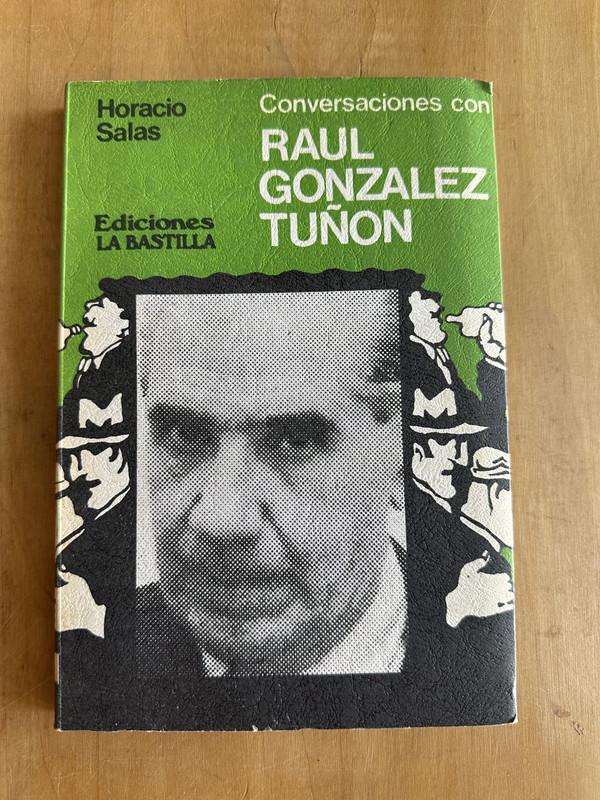 Horacio
Salas
Conversaciones con
RAUL
GONZALEZ
TUÑON
Ediciones
LA BASTILLA
M
M